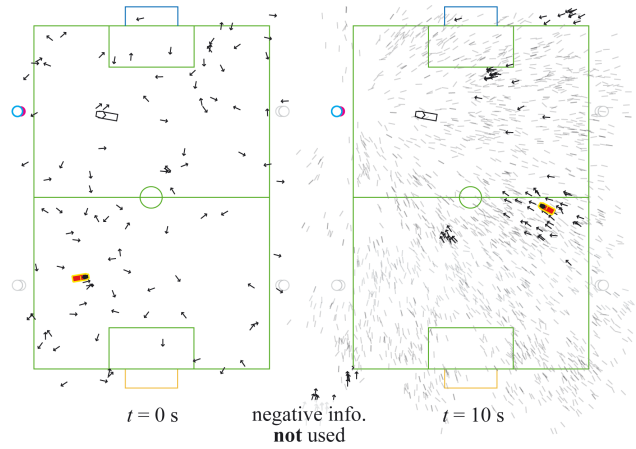 t = 0 s
negative info.
not used
t = 10 s